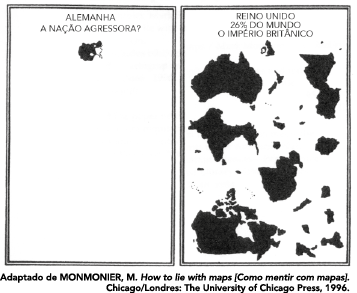 ALEMANHA
A NAÇÃO AGRESSORA?
REINO UNIDO
26% DO MUNDO
O IMPÉRIO BRITÂNICO
Adaptado de MONMONIER, M. How to lie with maps [Como mentir com mapas].
Chicago/Londres: The University of Chicago Press, 1996.